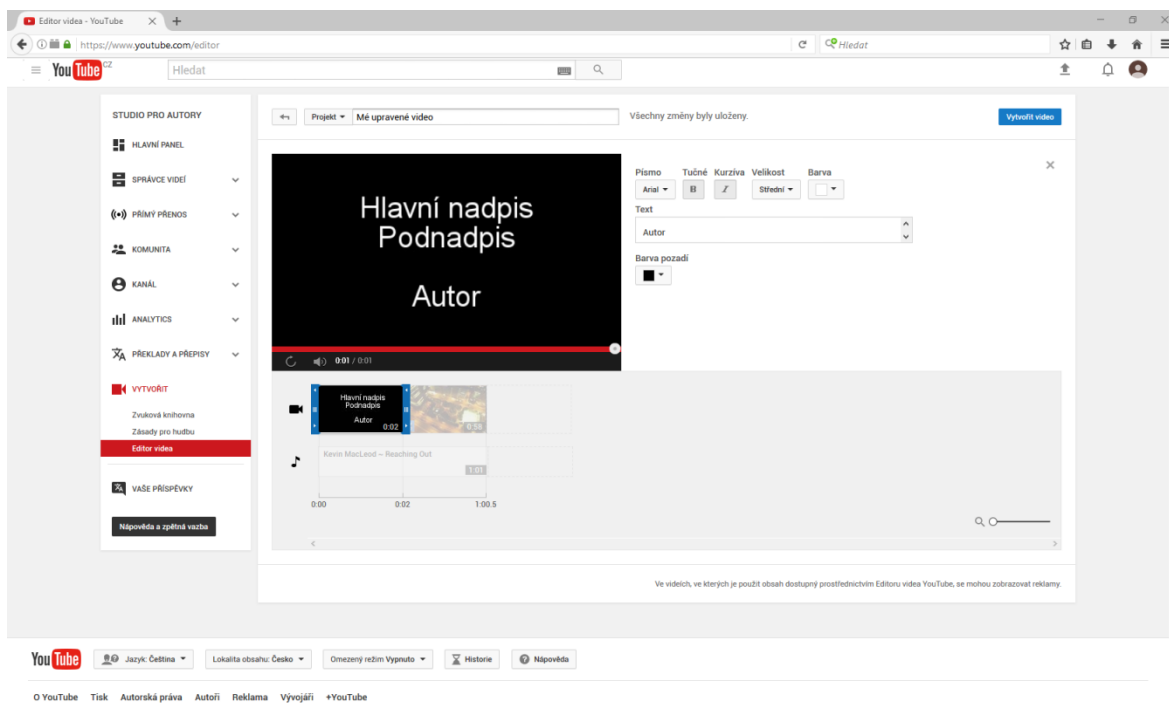 Editor videa - YouTube
https://www.youtube.com/editor
Hledat
YouTube CZ
Hledat
STUDIO PRO AUTORY
HLAVNÍ PANEL
SPRÁVCE VIDEÍ
PŘÍMÝ PŘENOS
KOMUNITA
KANÁL
ANALYTICS
PŘEKLADY A PŘEPISY
VYTVOŘIT
Zvuková knihovna
Zásady pro hudbu
Editor videa
VAŠE PŘÍSPĚVKY
Nápověda a zpětná vazba
Projekt Mé upravené video
Všechny změny byly uloženy.
Vytvořit video
Hlavní nadpis
Podnadpis
Autor
0:01 / 0:01
Písmo Tučné Kurzíva Velikost Barva
Arial B I Střední
Text
Autor
Barva pozadí
Hlavní nadpis
Podnadpis
Autor
0:02
0:58
Kevin MacLeod – Reaching Out
1:01
0:00 0:02 1:00.5
Ve videích, ve kterých je použit obsah dostupný prostřednictvím Editoru videa YouTube, se mohou zobrazovat reklamy.
YouTube Jazyk: Čeština Lokalita obsahu: Česko Omezený režim Vypnuto Historie Nápověda
O YouTube Tisk Autorská práva Autoři Reklama Vývojáři +YouTube